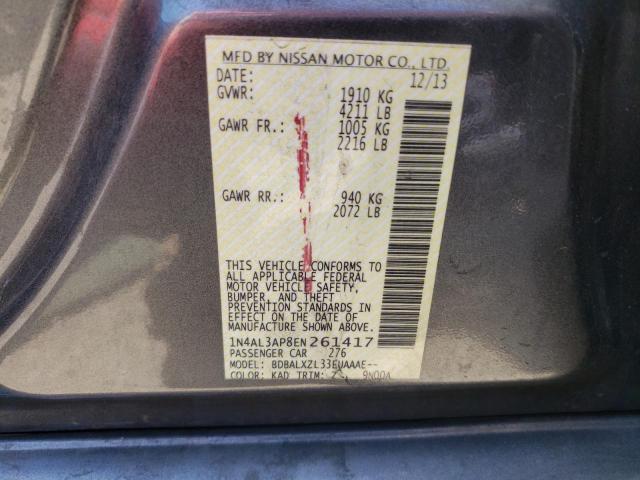 MFD BY NISSAN MOTOR CO., LTD.
DATE: 12/13
GVWR: 1910 KG
4211 LB
GAWR FR.: 1005 KG
2216 LB
GAWR RR.: 940 KG
2072 LB
THIS VEHICLE CONFORMS TO
ALL APPLICABLE FEDERAL
MOTOR VEHICLE SAFETY,
BUMPER, AND THEFT
PREVENTION STANDARDS IN
EFFECT ON THE DATE OF
MANUFACTURE SHOWN ABOVE.
1N4AL3AP8EN261417
PASSENGER CAR 276
MODEL: BDBALXZL33EUAAAE--
COLOR: KAD TRIM: